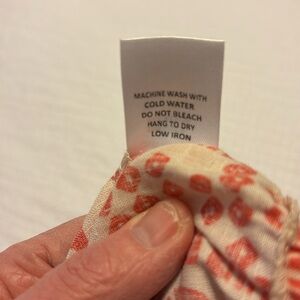 MACHINE WASH WITH
COLD WATER
DO NOT BLEACH
HANG TO DRY
LOW IRON